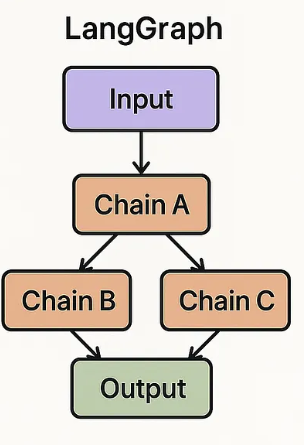 LangGraph
Input
Chain A
Chain B
Chain C
Output